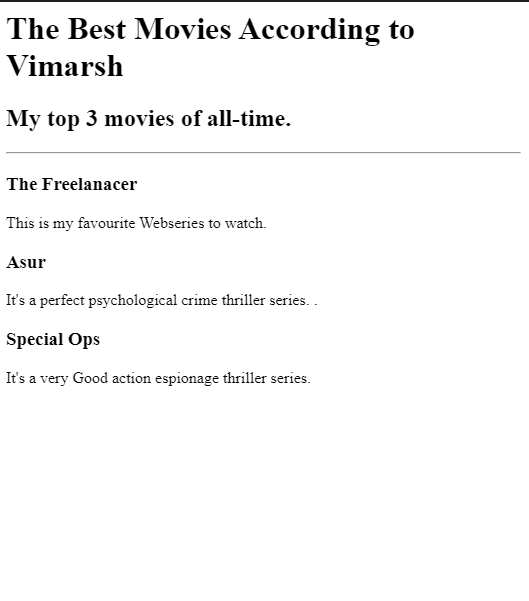 The Best Movies According to
Vimarsh
My top 3 movies of all-time.
The Freelanacer
This is my favourite Webseries to watch.
Asur
It's a perfect psychological crime thriller series. .
Special Ops
It's a very Good action espionage thriller series.